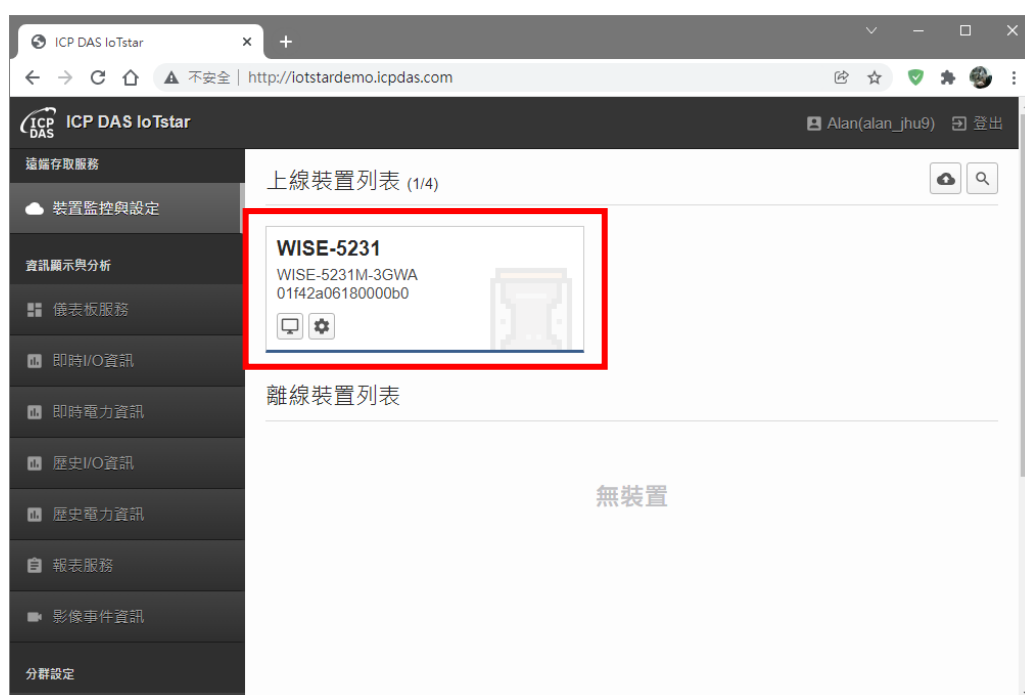 ICP DAS IoTstar
不安全 | http://iotstardemo.icpdas.com
ICP DAS
ICP DAS IoTstar
Alan(alan_jhu9) 登出
遠端存取服務
裝置監控與設定
資訊顯示與分析
儀表板服務
即時I/O資訊
即時電力資訊
歷史I/O資訊
歷史電力資訊
報表服務
影像事件資訊
分群設定
上線裝置列表 (1/4)
WISE-5231
WISE-5231M-3GWA
01f42a06180000b0
離線裝置列表
無裝置